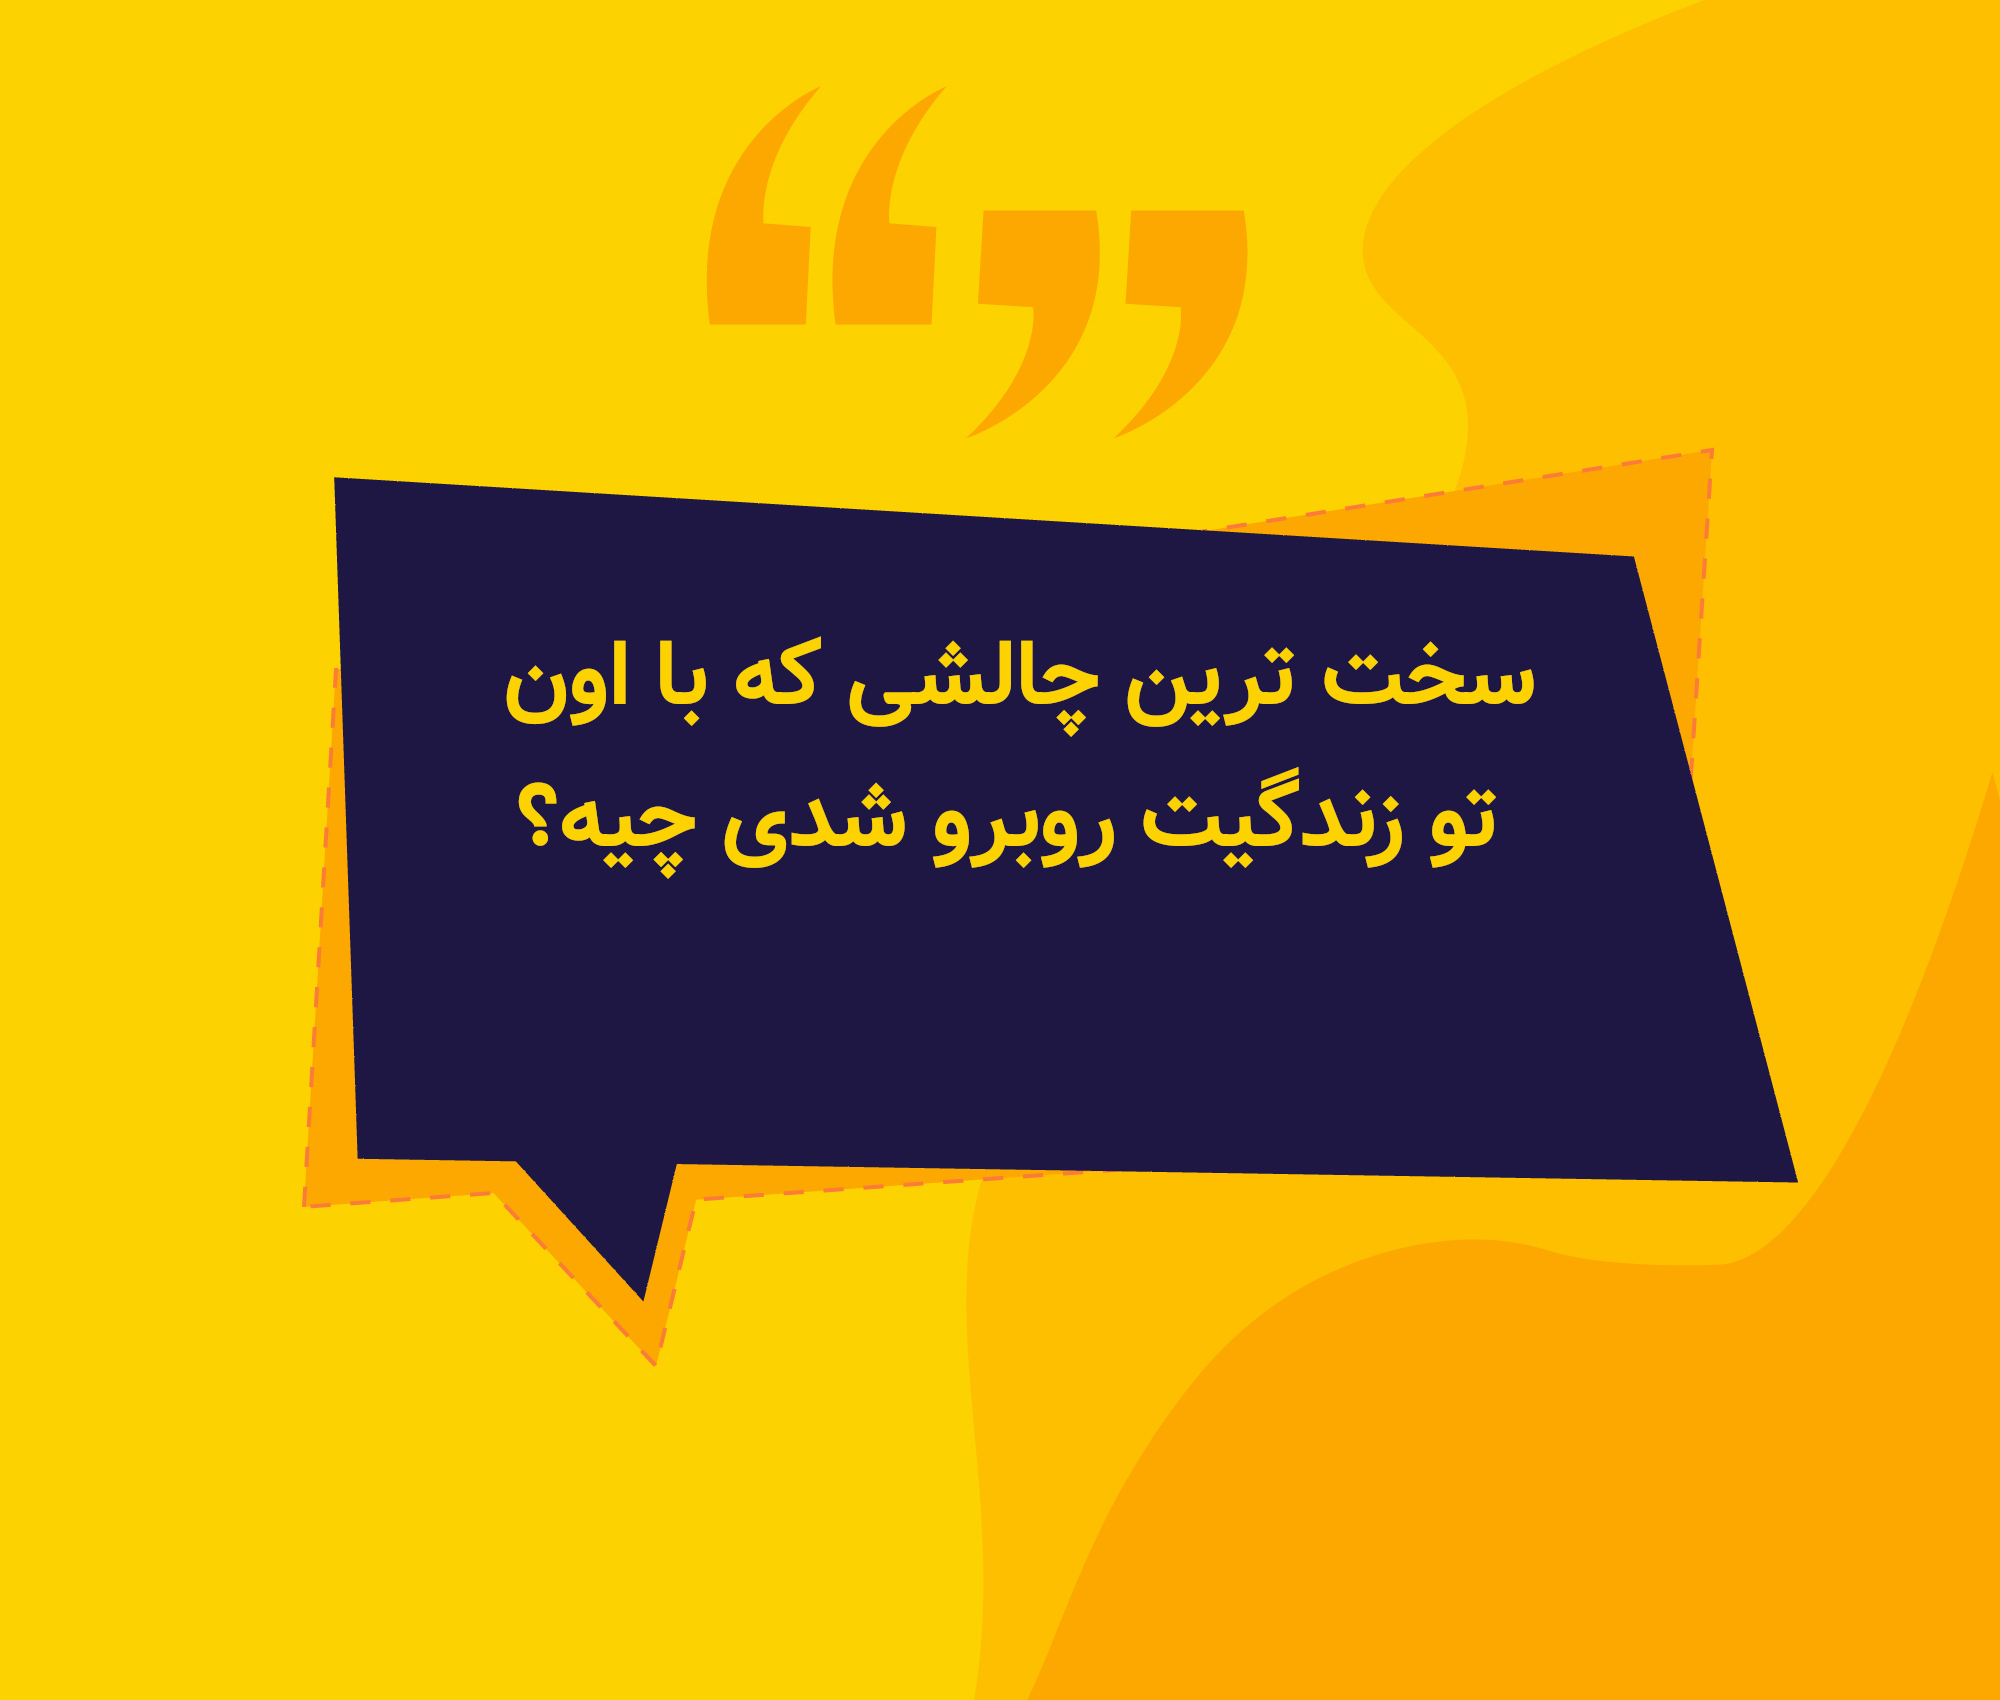 سخت ترین چالشی که با اون
تو زندگیت روبرو شدی چیه؟